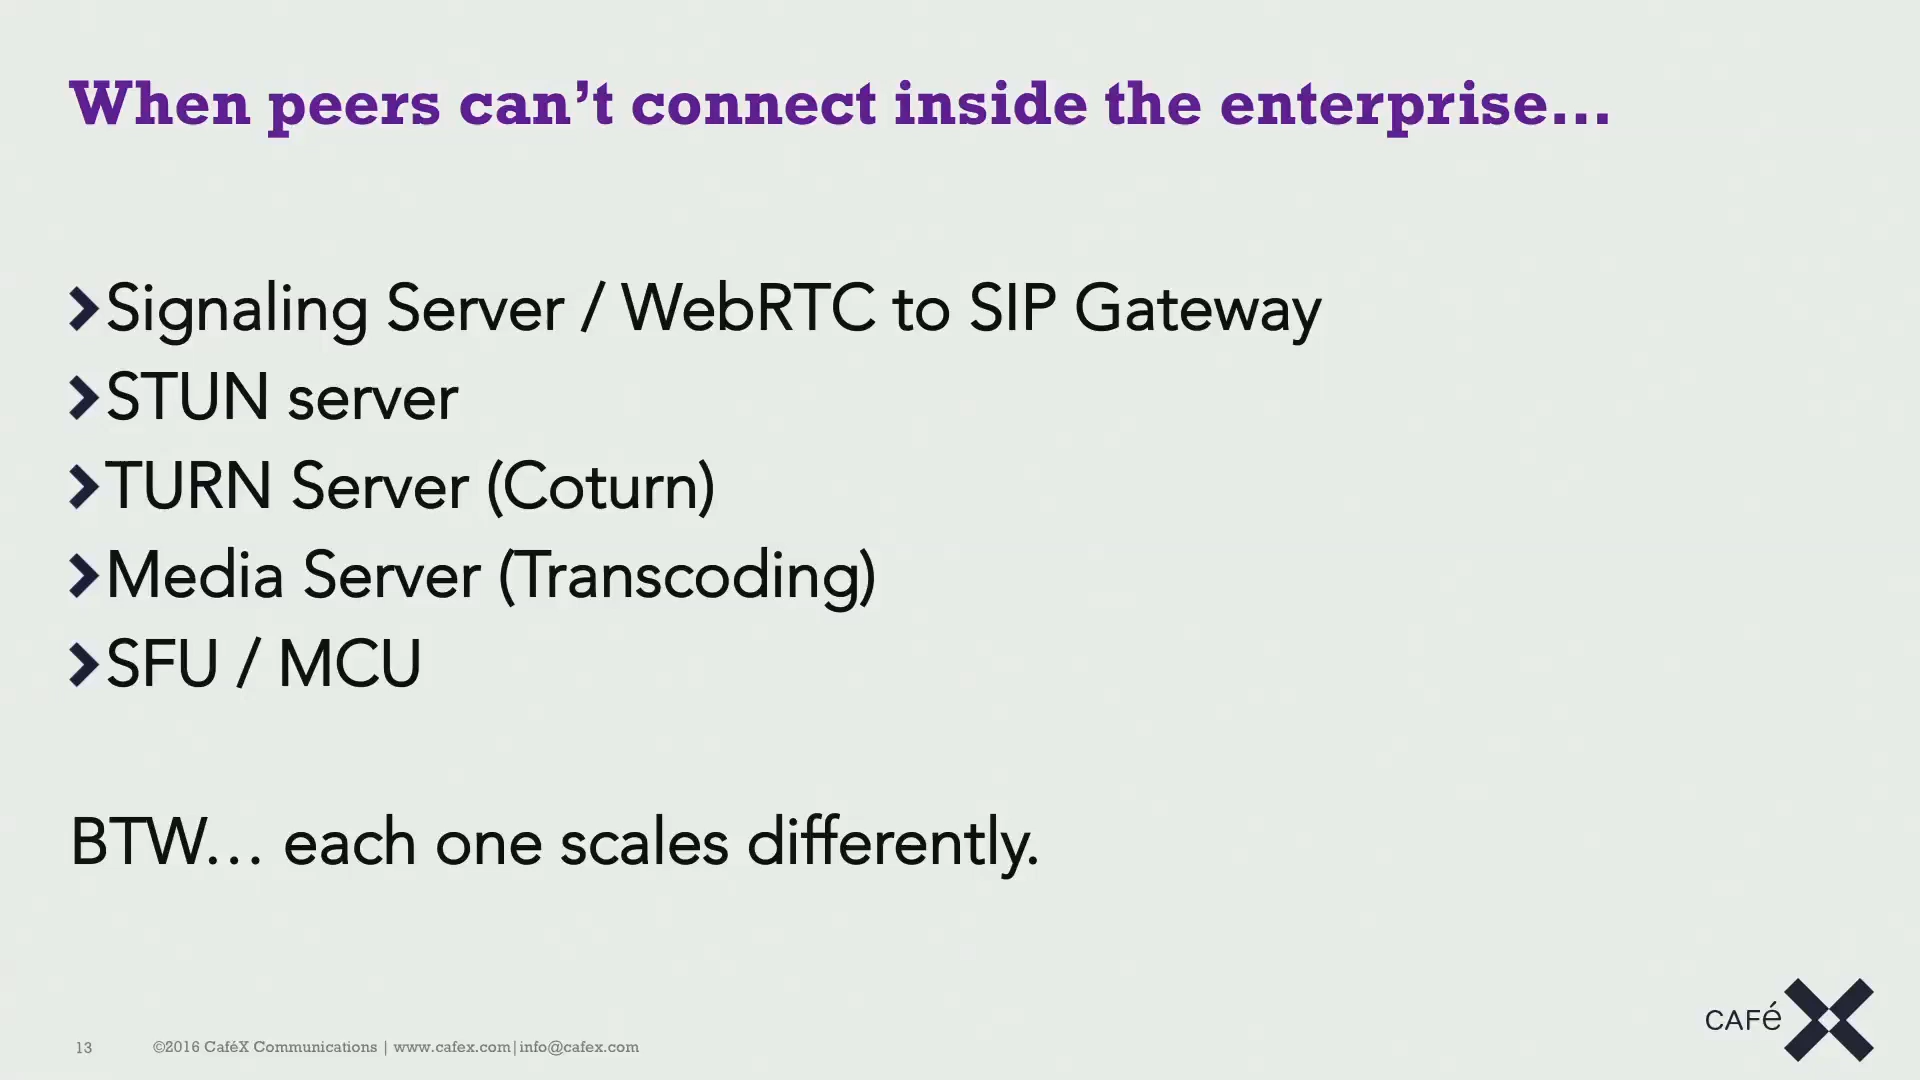 When peers can’t connect inside the enterprise…
Signaling Server / WebRTC to SIP Gateway
STUN server
TURN Server (Coturn)
Media Server (Transcoding)
SFU / MCU
BTW… each one scales differently.
CAFé X
13 ©2016 CaféX Communications | www.cafex.com|info@cafex.com